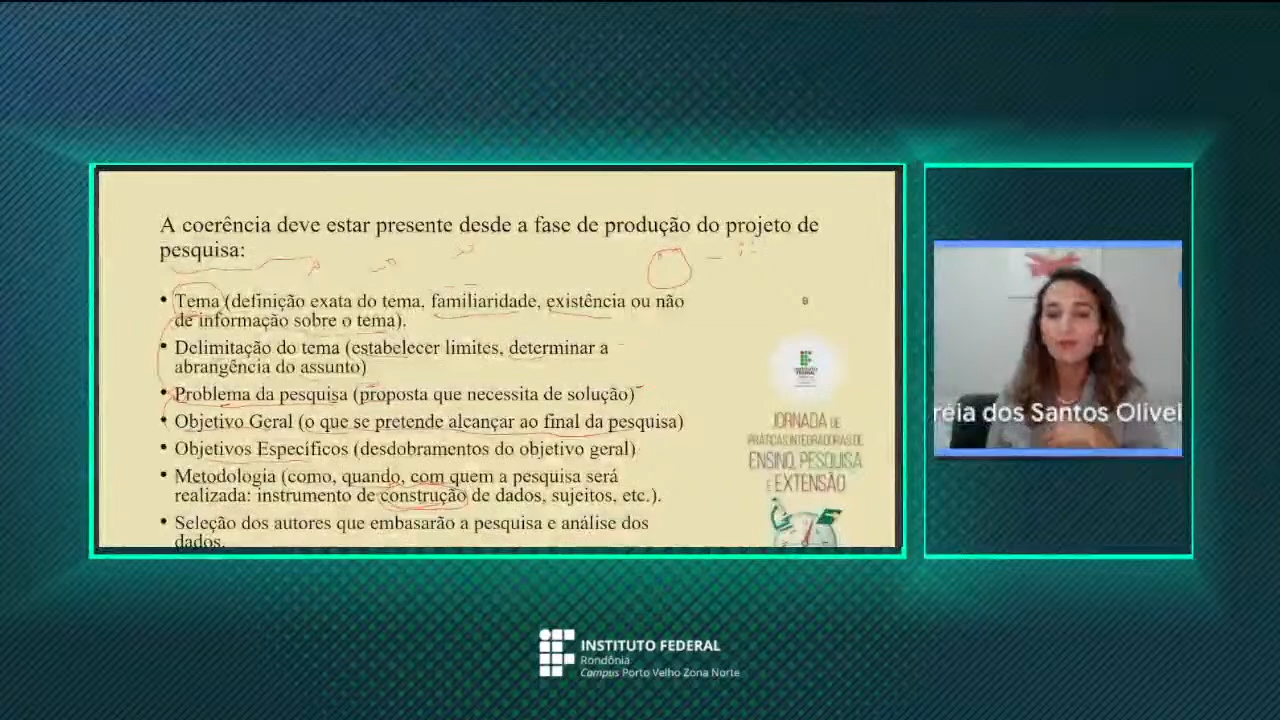 A coerência deve estar presente desde a fase de produção do projeto de
pesquisa:
• Tema (definição exata do tema, familiaridade, existência ou não
de informação sobre o tema).
• Delimitação do tema (estabelecer limites, determinar a
abrangência do assunto)
• Problema da pesquisa (proposta que necessita de solução)
• Objetivo Geral (o que se pretende alcançar ao final da pesquisa)
• Objetivos Específicos (desdobramentos do objetivo geral)
• Metodologia (como, quando, com quem a pesquisa será
realizada: instrumento de construção de dados, sujeitos, etc.).
• Seleção dos autores que embasarão a pesquisa e análise dos
dados.
INSTITUTO
FEDERAL
JORNADA DE
PRÁTICAS INTEGRADORAS DE
ENSINO, PESQUISA
E EXTENSÃO
réia dos Santos Olivei
INSTITUTO FEDERAL
Rondônia
Campus Porto Velho Zona Norte